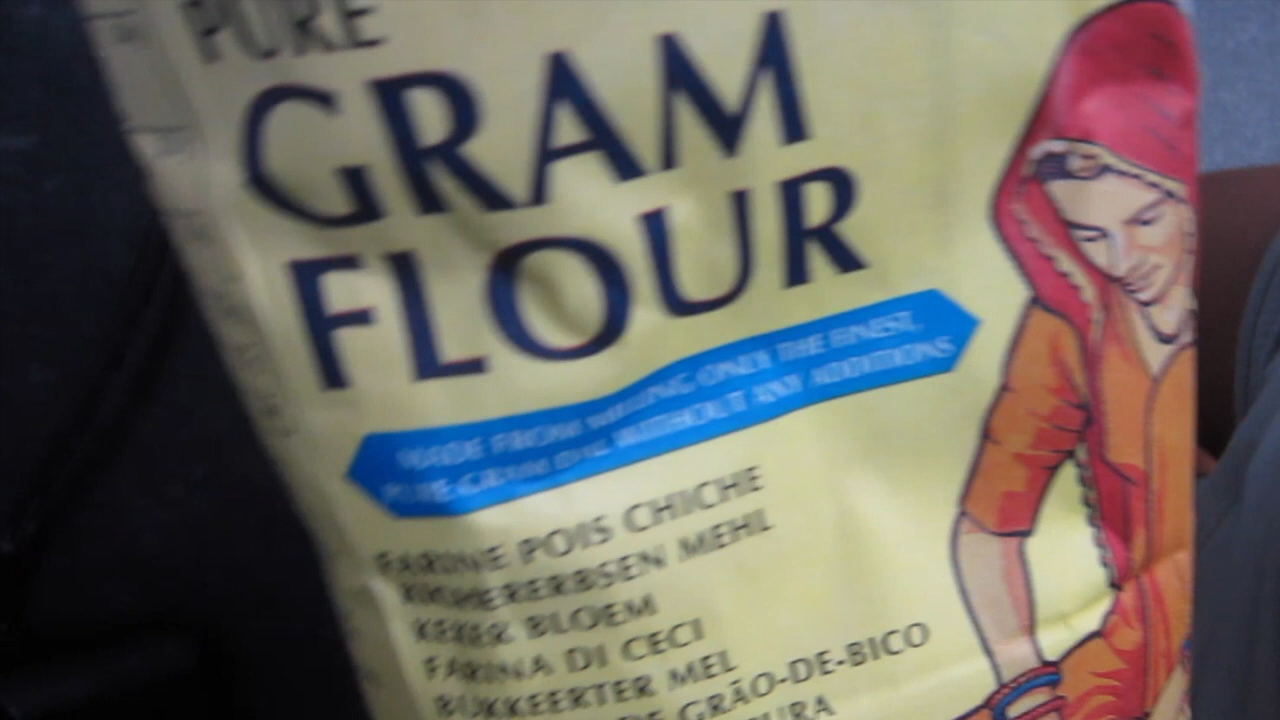 PURE
GRAM
FLOUR
MADE FROM MILLING ONLY THE FINEST,
PURE GRAM DAL WITHOUT ANY ADDITIONS
FARINE POIS CHICHE
KICHERERBSEN MEHL
KEKER BLOEM
FARINA DI CECI
BUKKEERTER MEL
DE GRÃO-DE-BICO